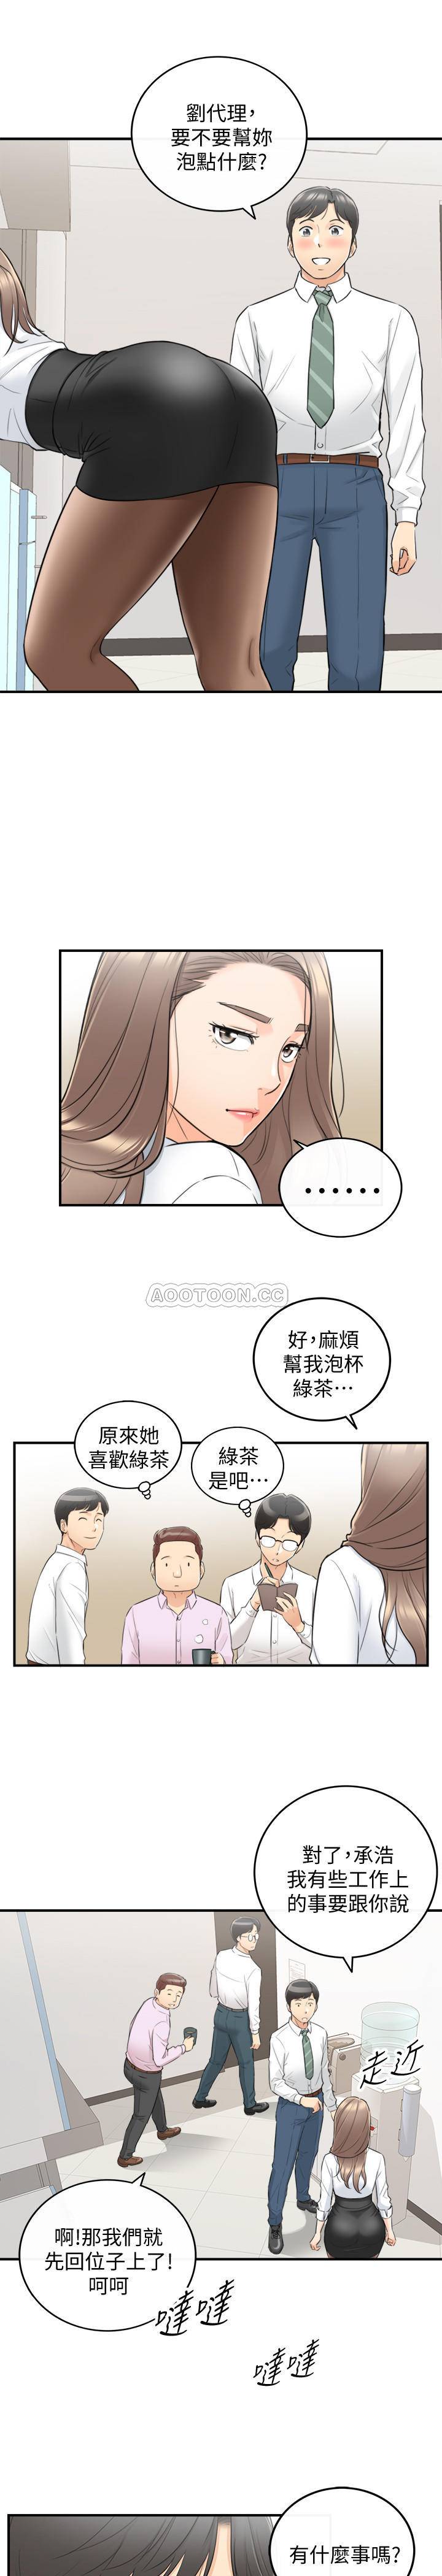 劉代理,
要不要幫妳
泡點什麼?
······
AOOTOON.CC
好,麻煩
幫我泡杯
綠茶…
原來她
喜歡綠茶
綠茶
是吧…
對了,承浩
我有些工作上
的事要跟你說
走近
啊!那我們就
先回位子上了!
呵呵
噠噠
噠噠
有什麼事嗎?